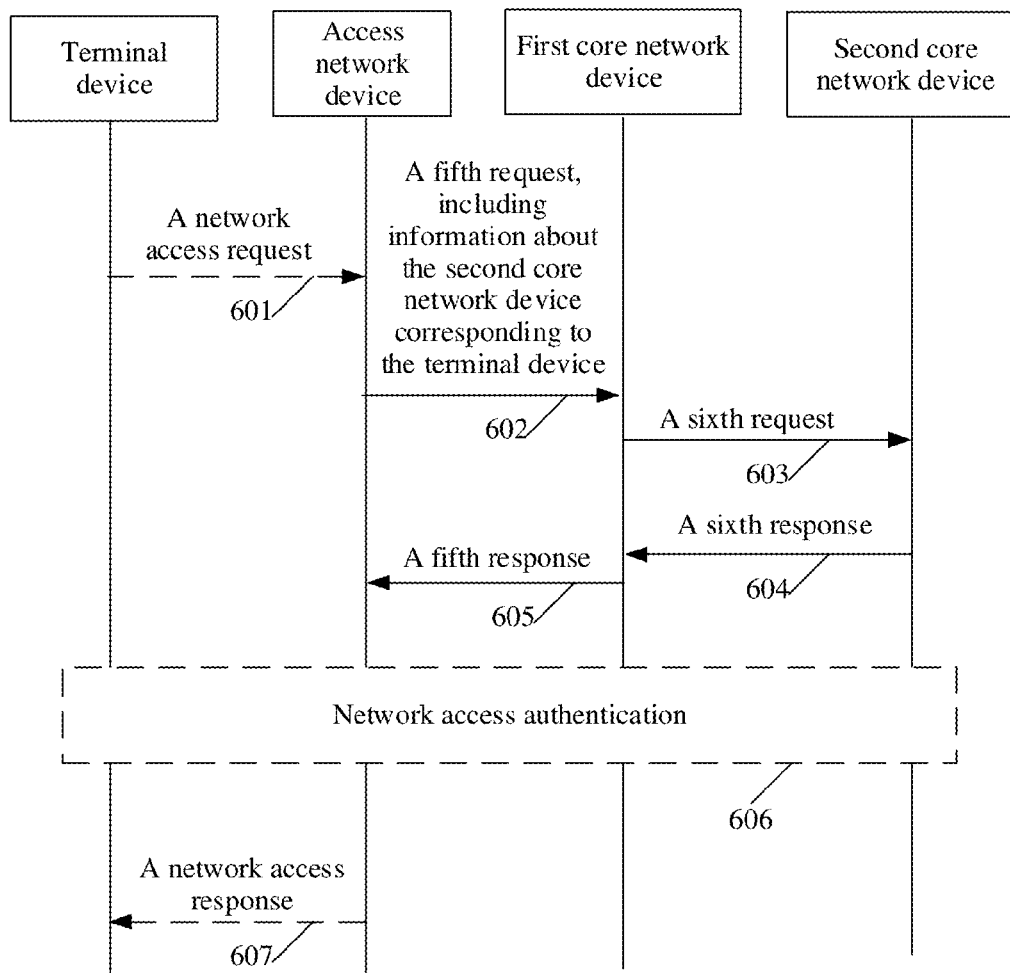 Terminal
device
Access
network
device
First core network
device
Second core
network device
A network
access request
601
A fifth request,
including
information about
the second core
network device
corresponding to
the terminal device
602
A sixth request
603
A sixth response
604
A fifth response
605
Network access authentication
606
A network access
response
607